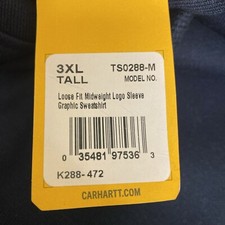 3XL TS0288-M
TALL MODEL NO.
Loose Fit Midweight Logo Sleeve
Graphic Sweatshirt
0 35481 97536 3
K288-472
CARHARTT.COM